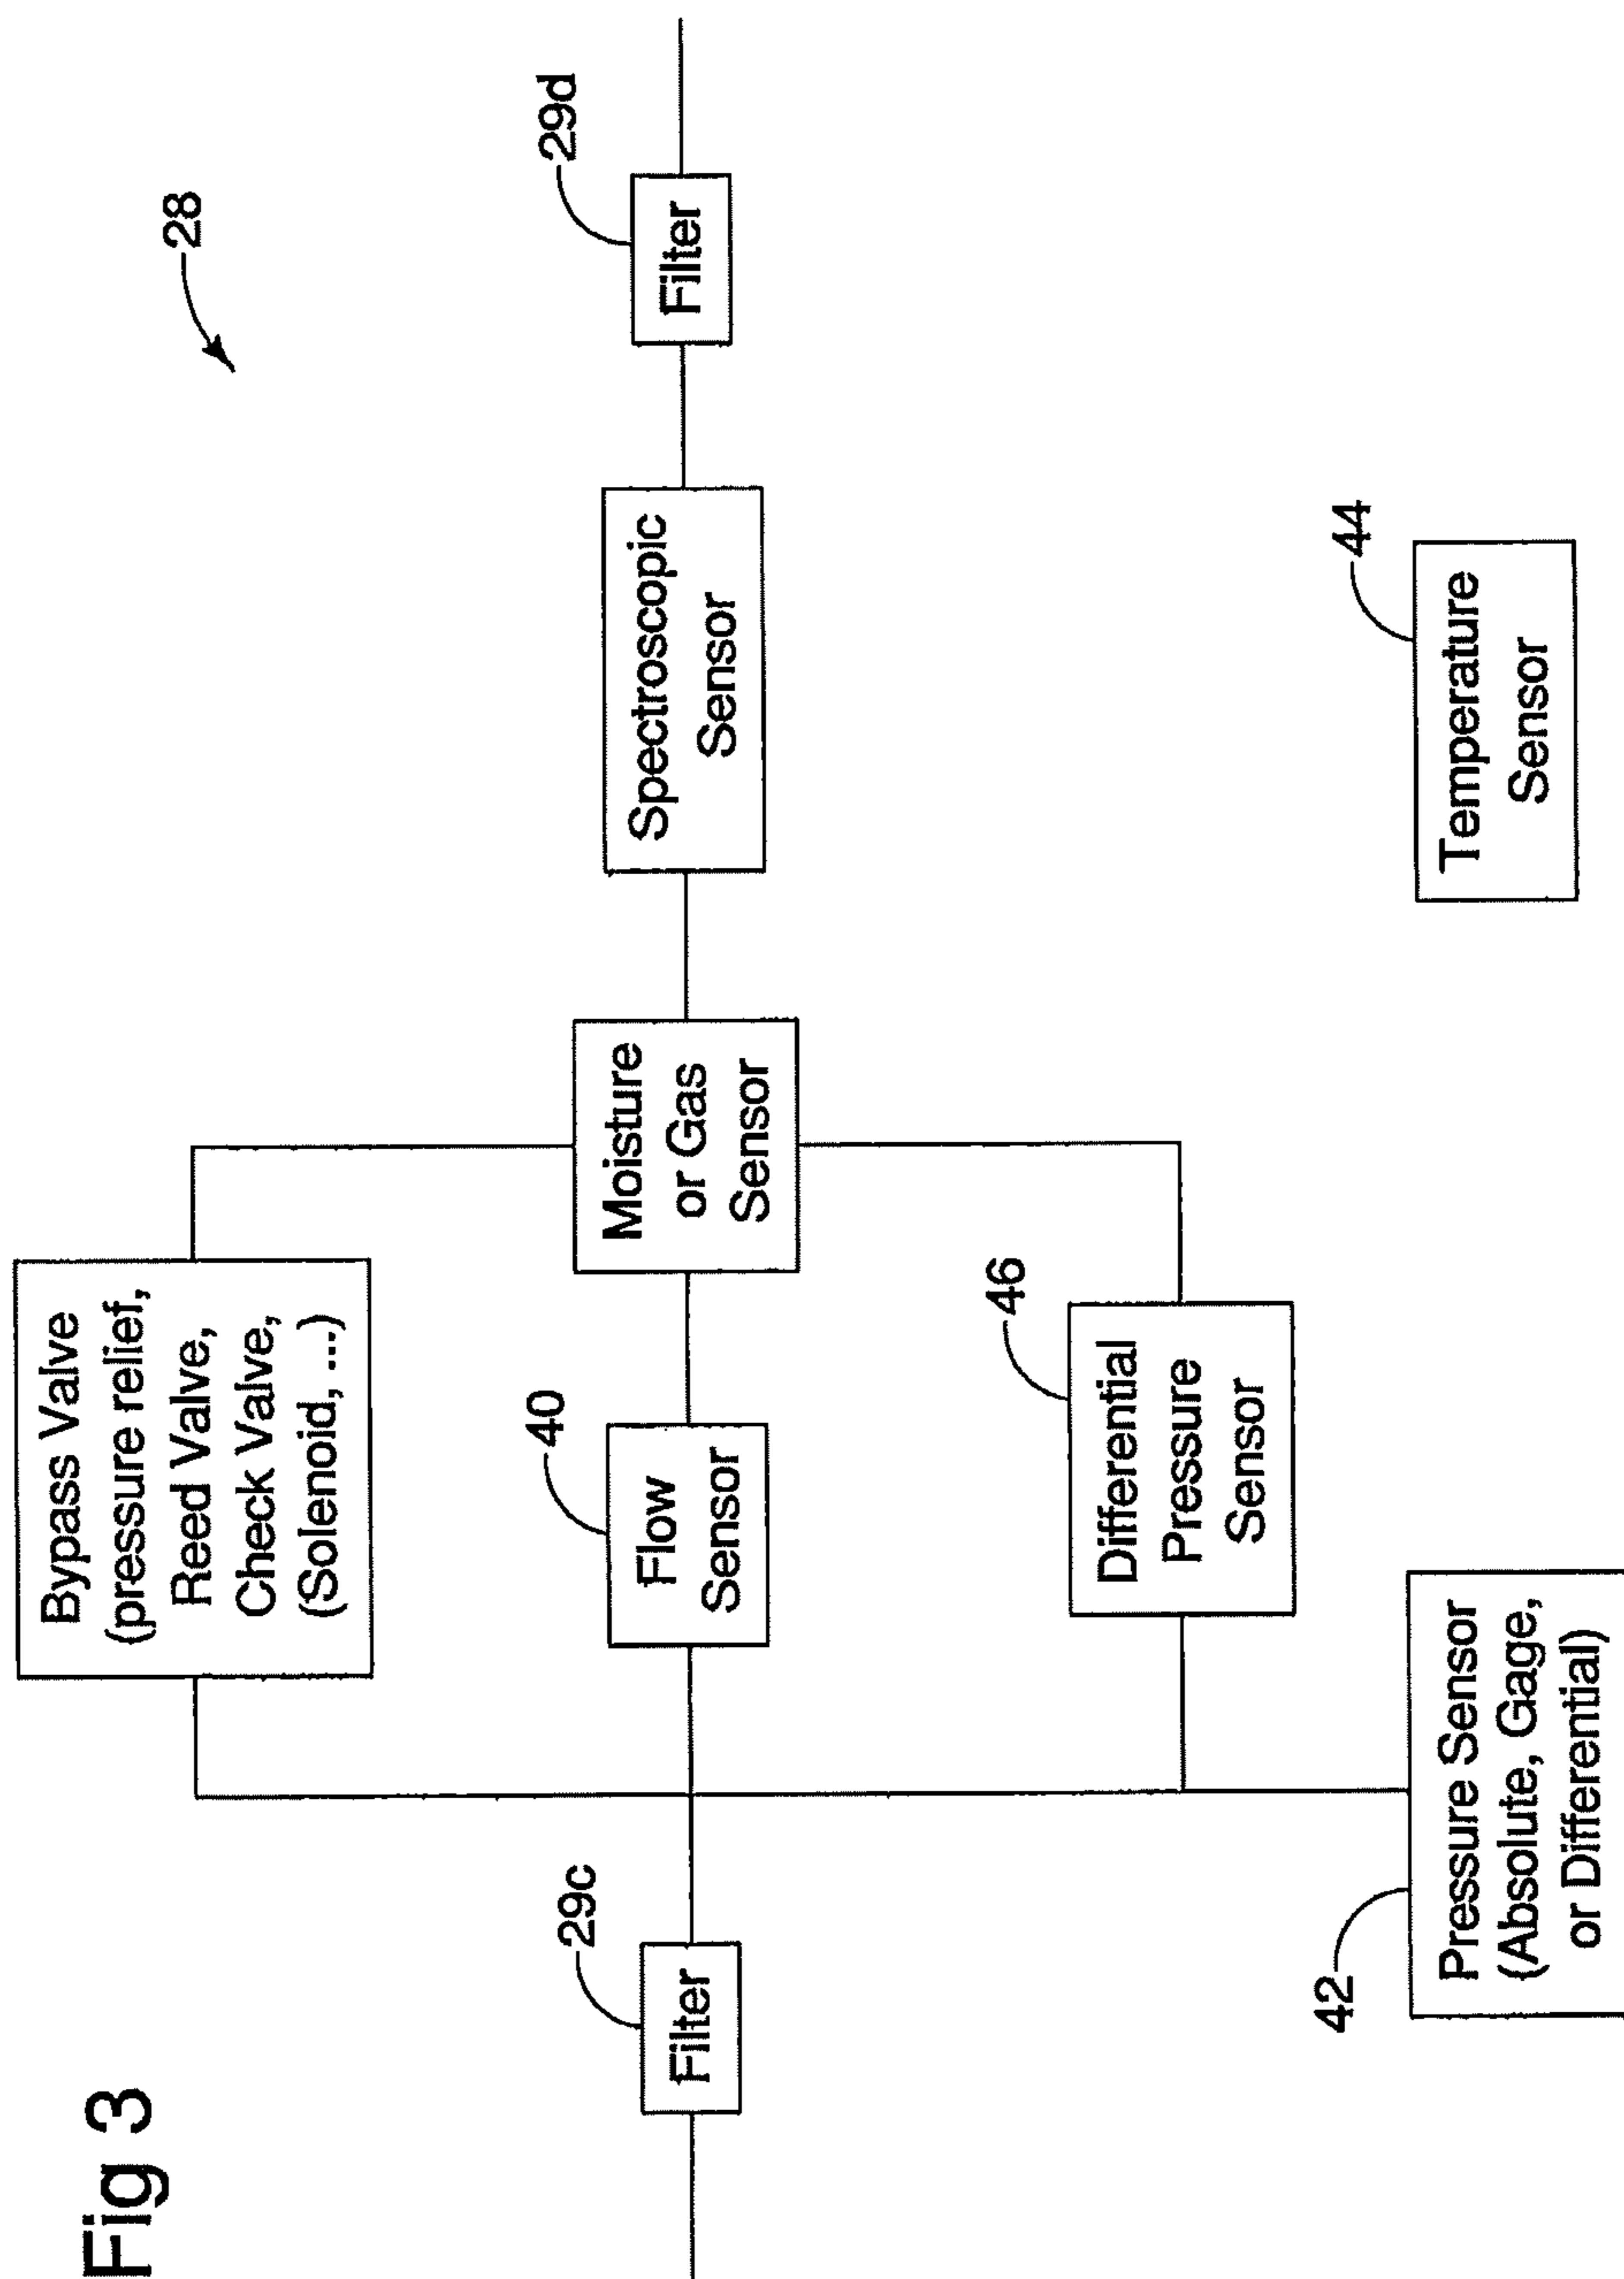 Fig 3
28
Bypass Valve
(pressure relief,
Reed Valve,
Check Valve,
(Solenoid, ...)
29c
Filter
40
Flow
Sensor
Moisture
or Gas
Sensor
Spectroscopic
Sensor
29d
Filter
46
Differential
Pressure
Sensor
42
Pressure Sensor
(Absolute, Gage,
or Differential)
44
Temperature
Sensor